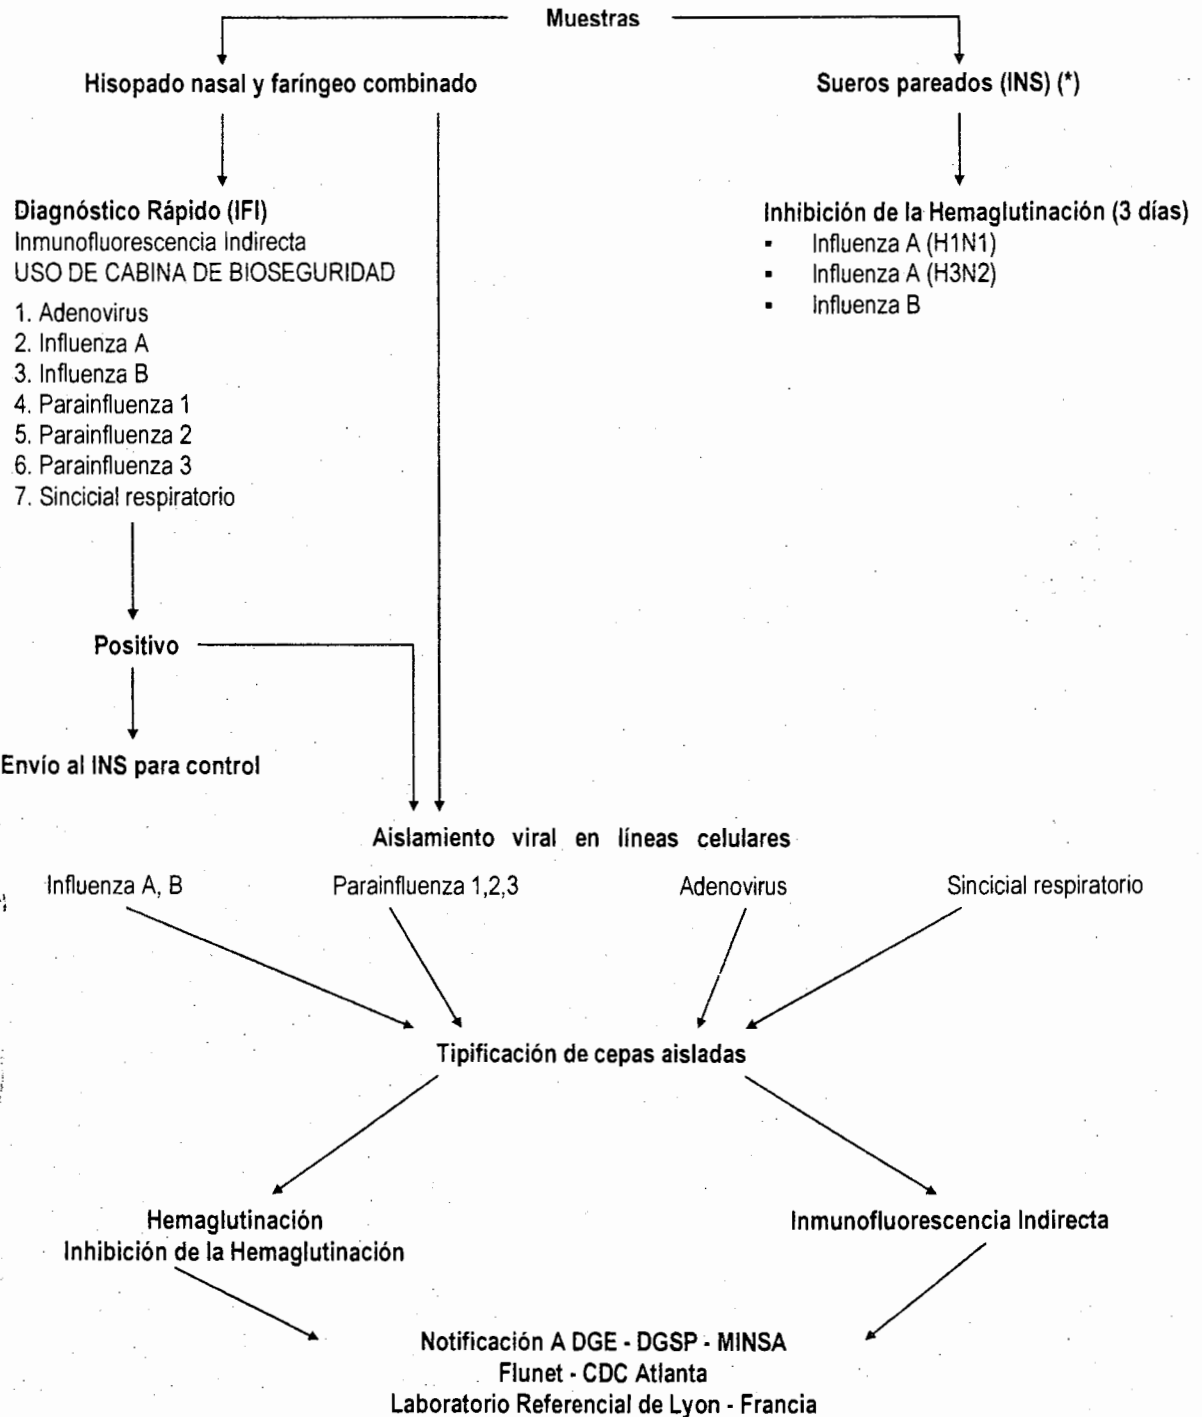 Muestras
Hisopado nasal y faríngeo combinado
Sueros pareados (INS) (*)
Diagnóstico Rápido (IFI)
Inmunofluorescencia Indirecta
USO DE CABINA DE BIOSEGURIDAD
1. Adenovirus
2. Influenza A
3. Influenza B
4. Parainfluenza 1
5. Parainfluenza 2
6. Parainfluenza 3
7. Sincicial respiratorio
Inhibición de la Hemaglutinación (3 días)
▪ Influenza A (H1N1)
▪ Influenza A (H3N2)
▪ Influenza B
Positivo
Envío al INS para control
Aislamiento viral en líneas celulares
Influenza A, B
Parainfluenza 1,2,3
Adenovirus
Sincicial respiratorio
Tipificación de cepas aisladas
Hemaglutinación
Inhibición de la Hemaglutinación
Inmunofluorescencia Indirecta
Notificación A DGE - DGSP - MINSA
Flunet - CDC Atlanta
Laboratorio Referencial de Lyon - Francia